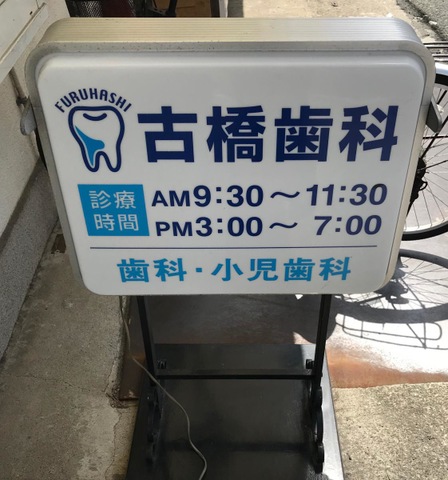 FURUHASHI
古橋歯科
診療時間
AM9:30～11:30
PM3:00～ 7:00
歯科・小児歯科